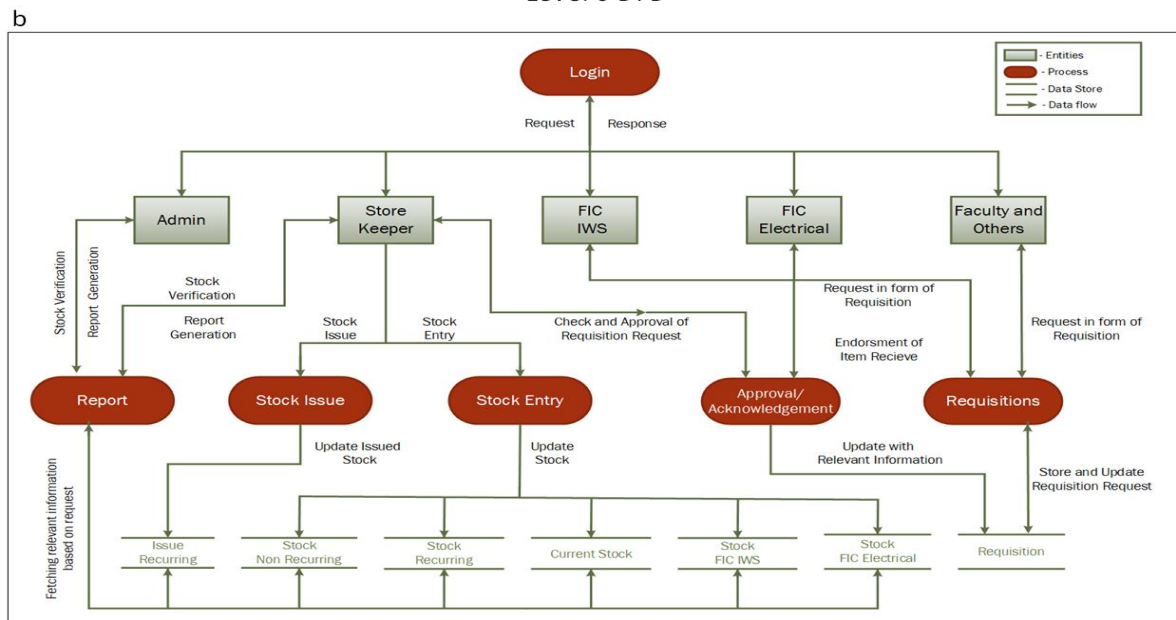 b
Login
- Entities
- Process
- Data Store
- Data flow
Request
Response
Admin
Store
Keeper
FIC
IWS
FIC
Electrical
Faculty and
Others
Stock Verification
Report Generation
Stock
Verification
Report
Generation
Stock
Issue
Stock
Entry
Check and Approval of
Requisition Request
Request in form of
Requisition
Endorsment of
Item Recieve
Request in form of
Requisition
Report
Stock Issue
Stock Entry
Approval/
Acknowledgement
Requisitions
Update Issued
Stock
Update
Stock
Update with
Relevant Information
Store and Update
Requisition Request
Fetching relevant information
based on request
Issue
Recurring
Stock
Non Recurring
Stock
Recurring
Current Stock
Stock
FIC IWS
Stock
FIC Electrical
Requisition